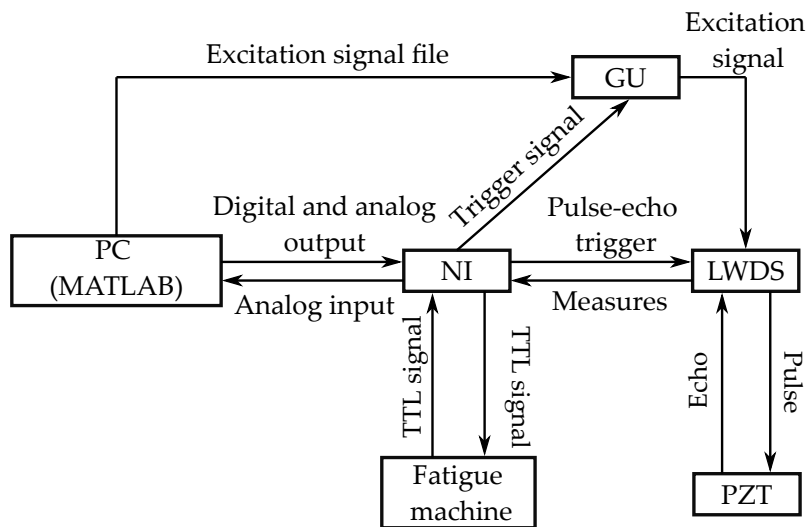 Excitation signal file
GU
Excitation
signal
Trigger signal
Digital and analog
output
Pulse-echo
trigger
PC
(MATLAB)
NI
LWDS
Analog input
Measures
TTL signal
TTL signal
Echo
Pulse
Fatigue
machine
PZT